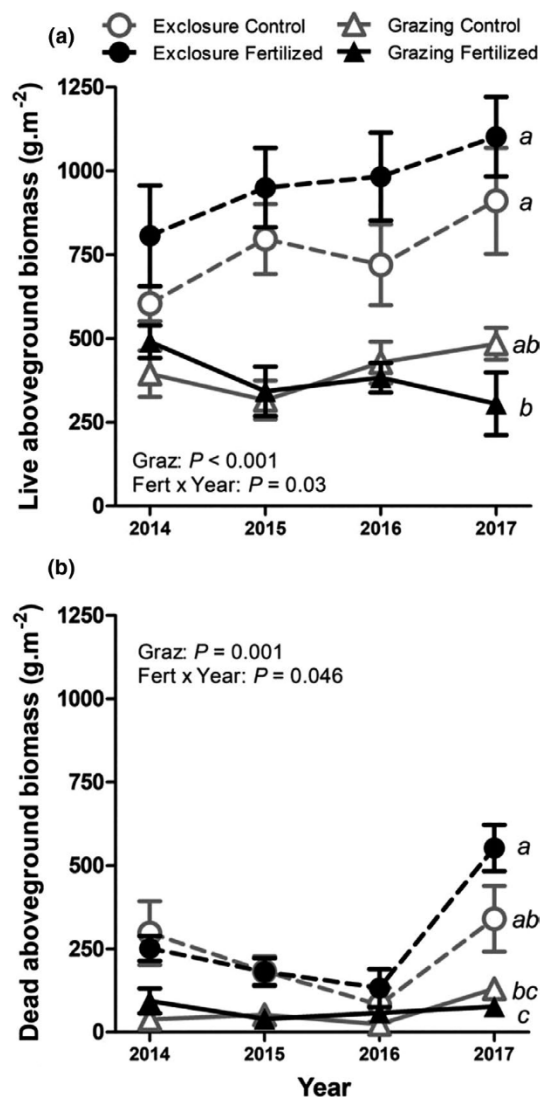 (a)
Exclosure Control
Grazing Control
Exclosure Fertilized
Grazing Fertilized
Live aboveground biomass (g.m⁻²)
1250
1000
750
500
250
0
a
a
ab
b
Graz: P < 0.001
Fert x Year: P = 0.03
2014 2015 2016 2017
(b)
Dead aboveground biomass (g.m⁻²)
1250
1000
750
500
250
0
Graz: P = 0.001
Fert x Year: P = 0.046
a
ab
bc
c
2014 2015 2016 2017
Year